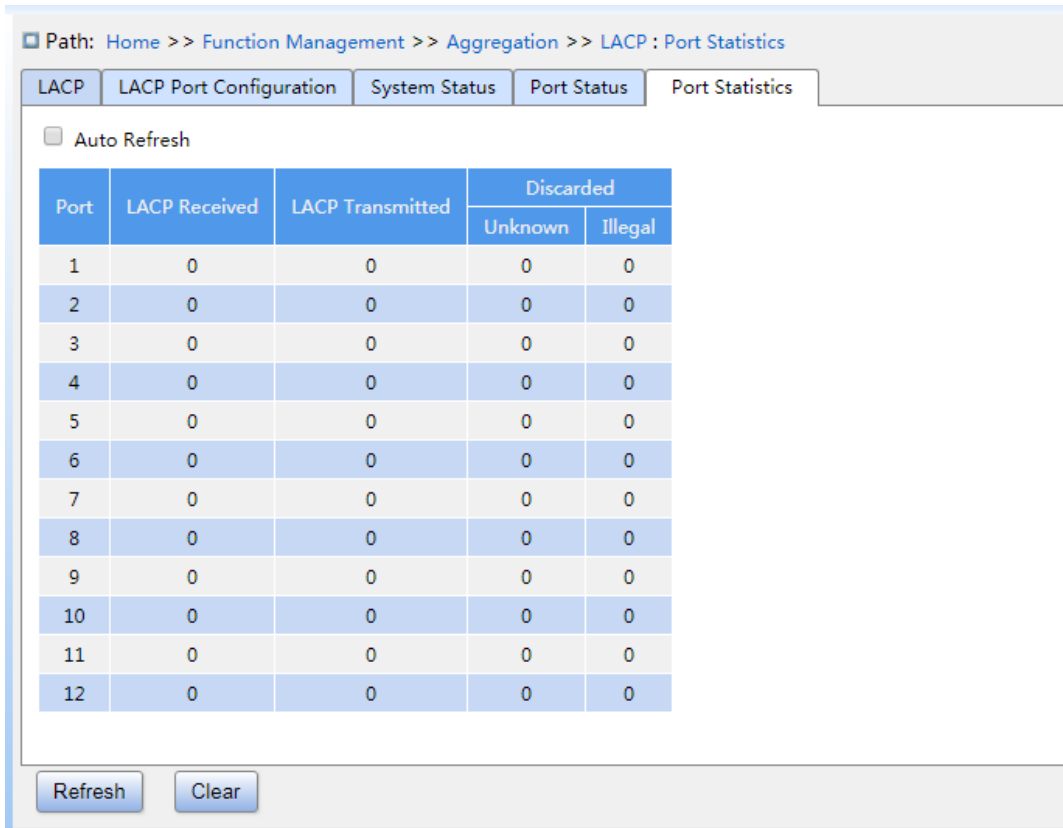 Path: Home >> Function Management >> Aggregation >> LACP : Port Statistics
LACP LACP Port Configuration System Status Port Status Port Statistics
Auto Refresh
Port LACP Received LACP Transmitted Discarded
Unknown Illegal
1 0 0 0 0
2 0 0 0 0
3 0 0 0 0
4 0 0 0 0
5 0 0 0 0
6 0 0 0 0
7 0 0 0 0
8 0 0 0 0
9 0 0 0 0
10 0 0 0 0
11 0 0 0 0
12 0 0 0 0
Refresh Clear